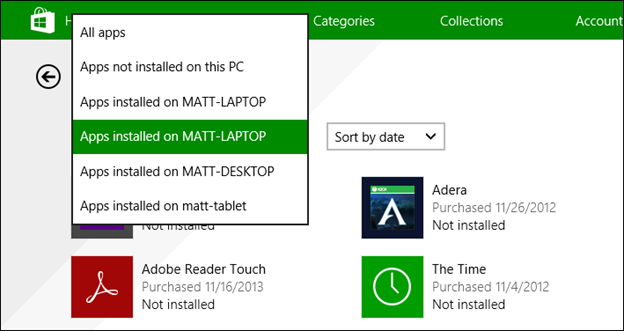 H
Categories
Collections
Account
All apps
Apps not installed on this PC
Apps installed on MATT-LAPTOP
Apps installed on MATT-LAPTOP
Apps installed on MATT-DESKTOP
Apps installed on matt-tablet
Sort by date
Not installed
Adera
Purchased 11/26/2012
Not installed
Adobe Reader Touch
Purchased 11/16/2013
Not installed
The Time
Purchased 11/4/2012
Not installed